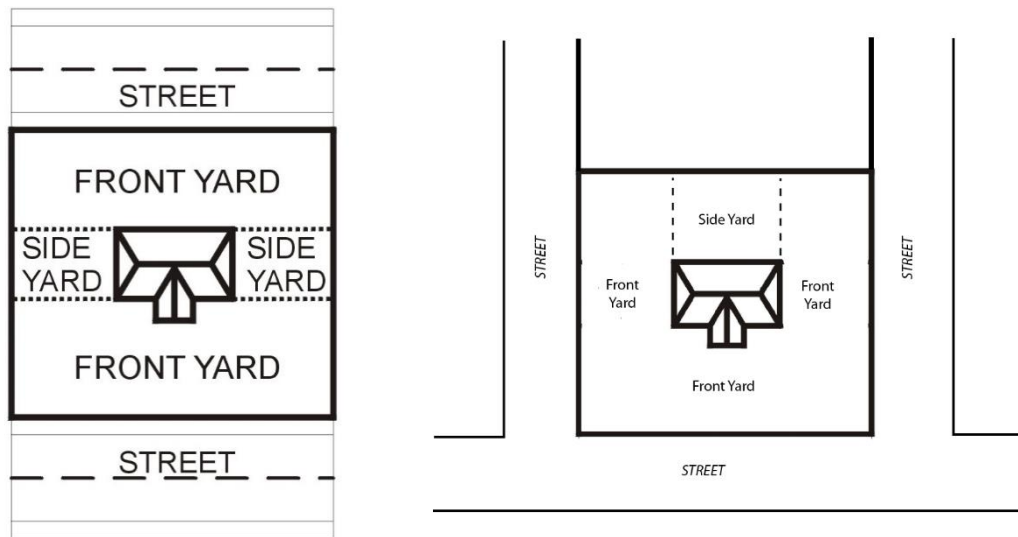 STREET
FRONT YARD
SIDE
YARD
SIDE
YARD
FRONT YARD
STREET
Side Yard
STREET
STREET
Front
Yard
Front
Yard
Front Yard
STREET